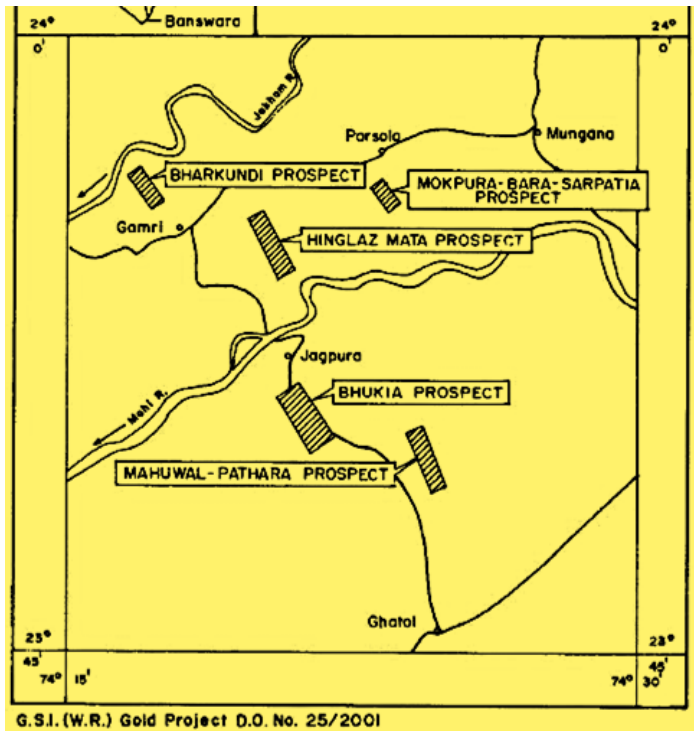 Banswara
24° 24°
0' 0'
Jakham R.
Parsola
Mungana
BHARKUNDI PROSPECT
MOKPURA-BARA-SARPATIA
PROSPECT
Gamri
HINGLAZ MATA PROSPECT
Jagpura
BHUKIA PROSPECT
Mahi R.
MAHUWAL-PATHARA PROSPECT
Ghatol
23° 23°
45' 45'
74° 15' 74° 30'
G.S.I.(W.R.) Gold Project D.O. No. 25/2001